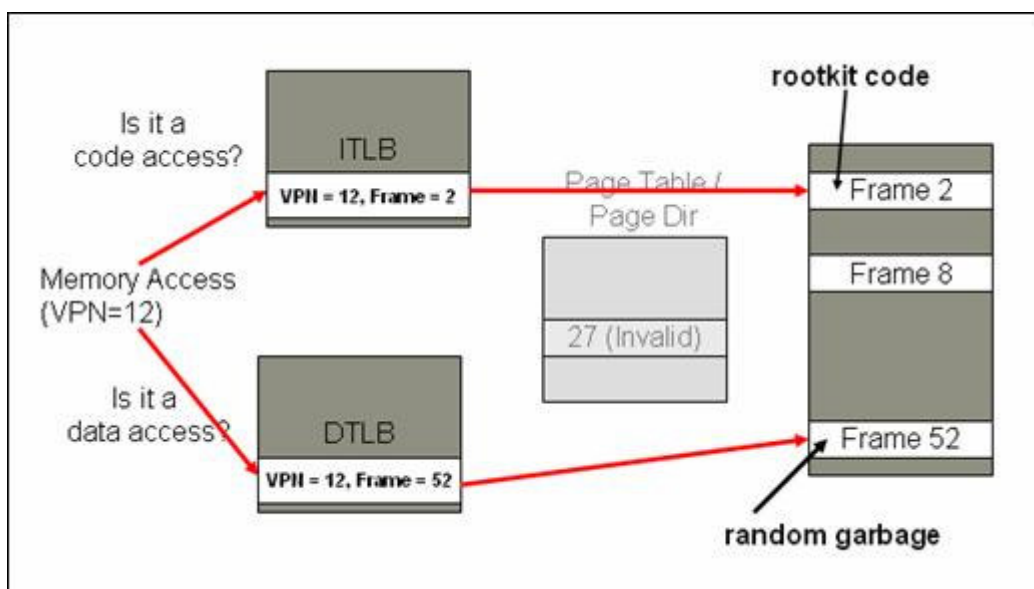 rootkit code
Is it a
code access?
ITLB
VPN = 12, Frame = 2
Page Table /
Page Dir
Frame 2
Memory Access
(VPN=12)
Frame 8
27 (Invalid)
Is it a
data access?
DTLB
VPN = 12, Frame = 52
Frame 52
random garbage